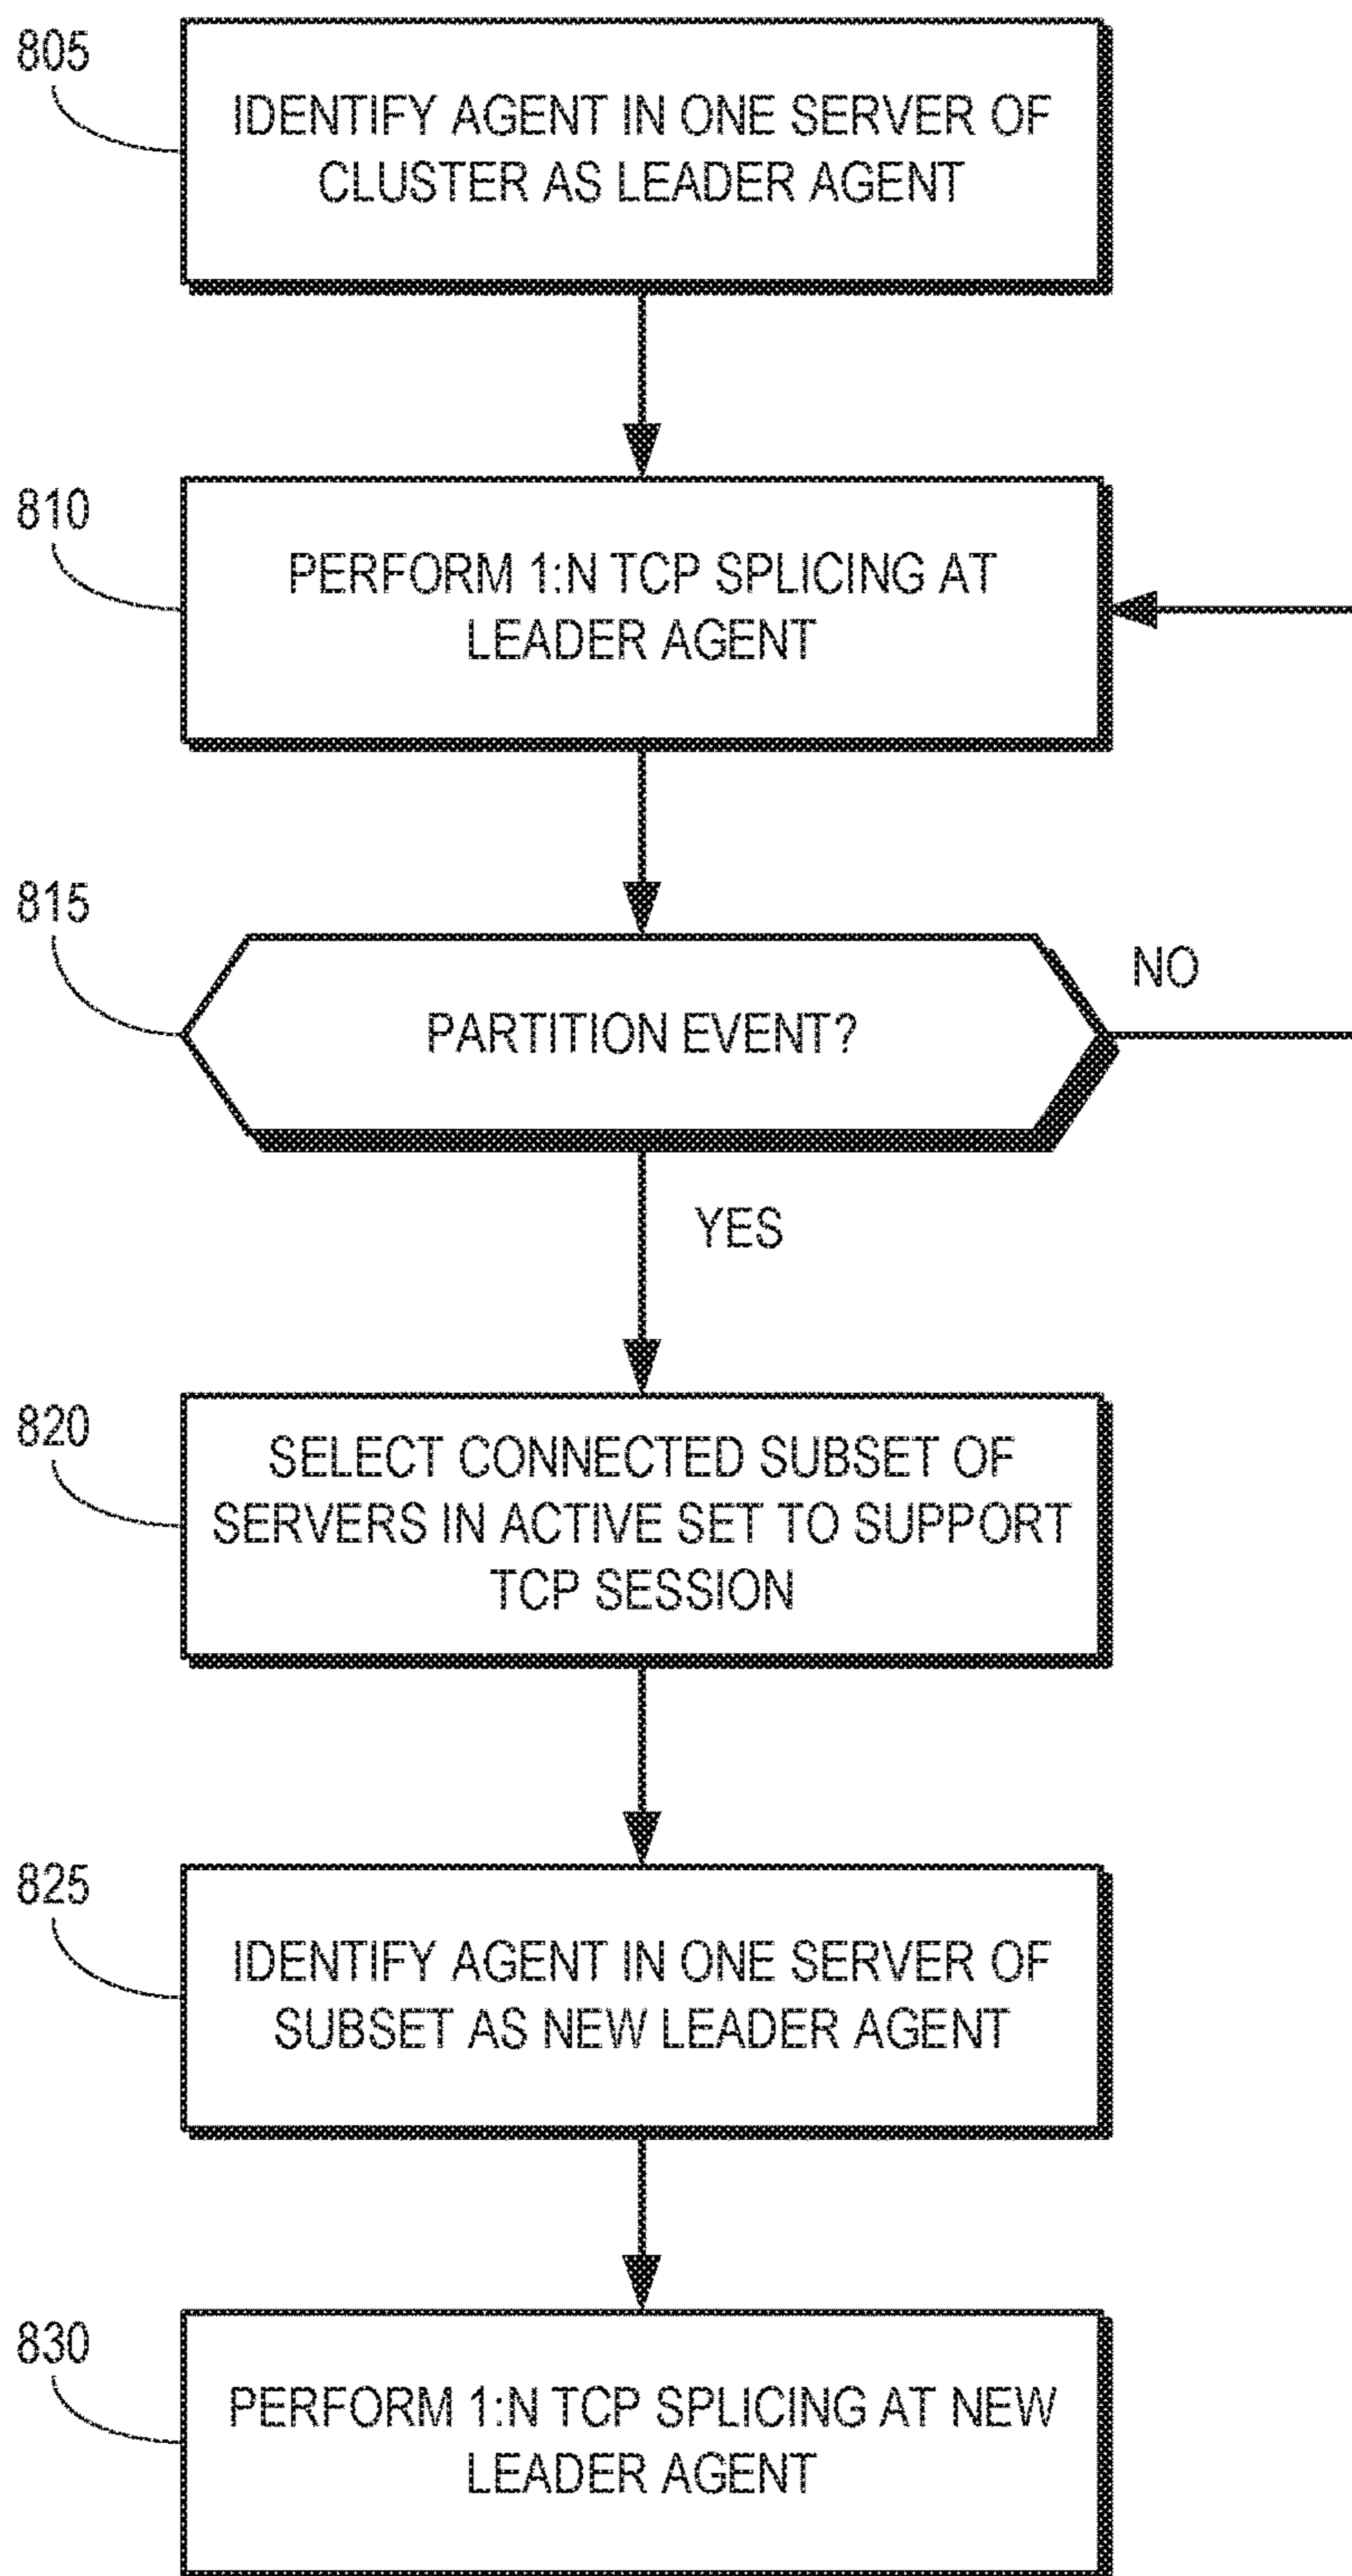 805
IDENTIFY AGENT IN ONE SERVER OF
CLUSTER AS LEADER AGENT
810
PERFORM 1:N TCP SPLICING AT
LEADER AGENT
815
PARTITION EVENT?
NO
YES
820
SELECT CONNECTED SUBSET OF
SERVERS IN ACTIVE SET TO SUPPORT
TCP SESSION
825
IDENTIFY AGENT IN ONE SERVER OF
SUBSET AS NEW LEADER AGENT
830
PERFORM 1:N TCP SPLICING AT NEW
LEADER AGENT